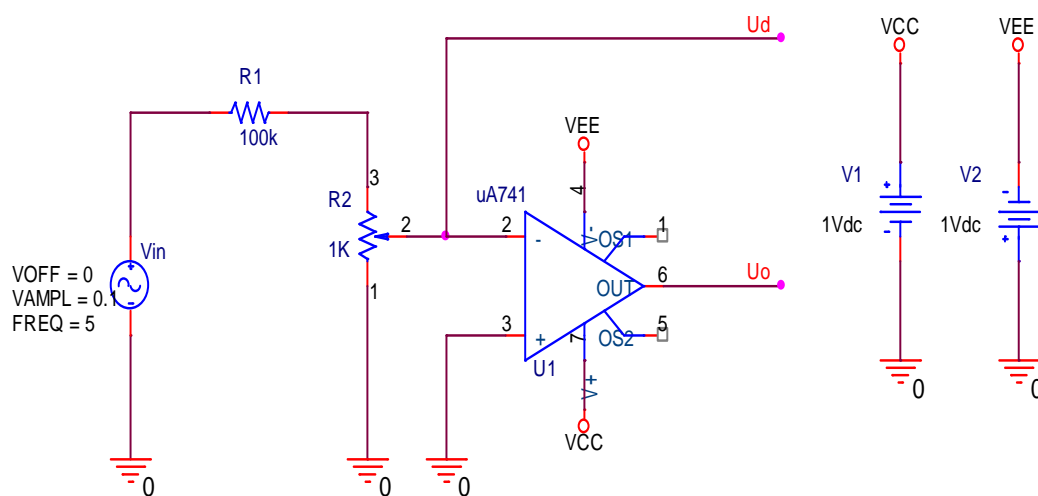 Ud
VCC
VEE
R1
100k
VEE
3
R2
1K
2
1
uA741
4
2
-
V-
OS1
1
OUT
6
Uo
3
+
7
OS2
5
U1
V+
VCC
Vin
+
-
VOFF = 0
VAMPL = 0.1
FREQ = 5
V1
+
1Vdc
-
V2
-
1Vdc
+
0
0
0
0
0